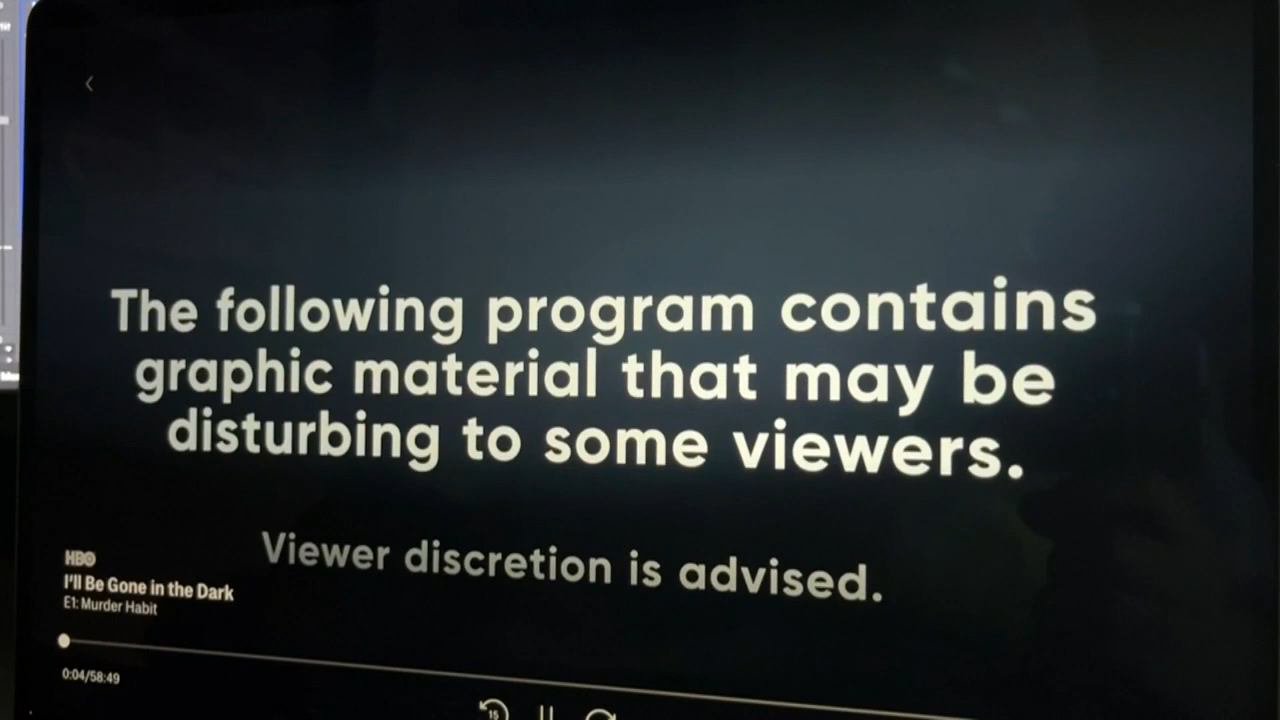 The following program contains
graphic material that may be
disturbing to some viewers.
Viewer discretion is advised.
HBO
I'll Be Gone in the Dark
E1: Murder Habit
0:04/58:49
15